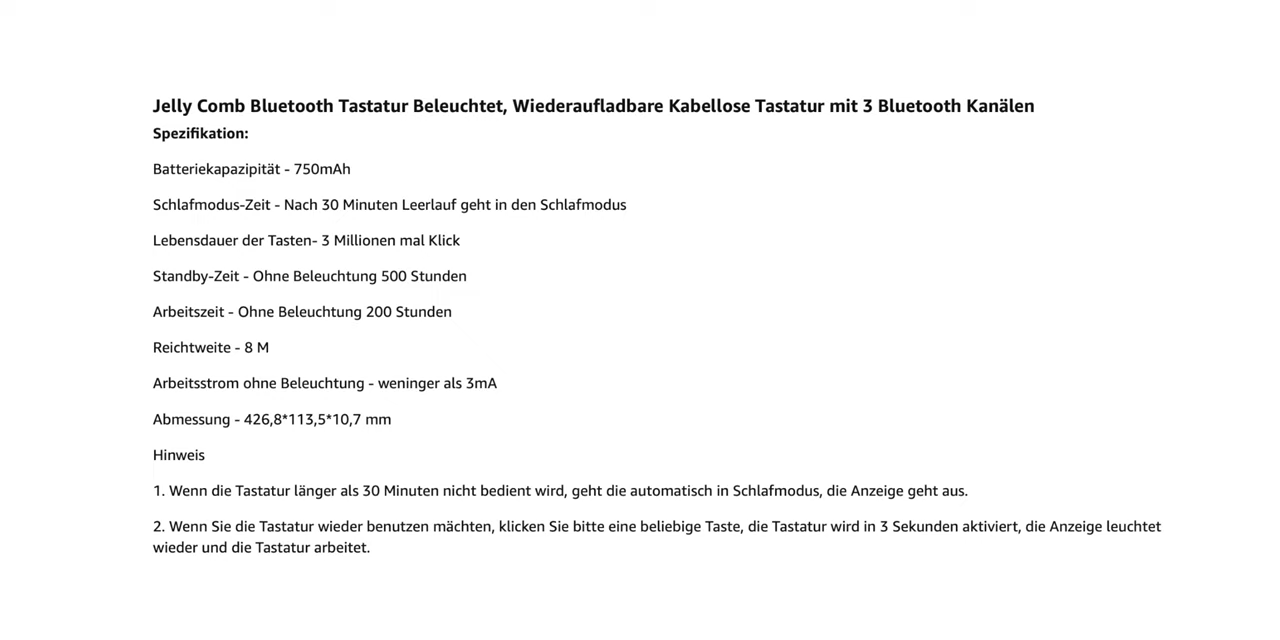 Jelly Comb Bluetooth Tastatur Beleuchtet, Wiederaufladbare Kabellose Tastatur mit 3 Bluetooth Kanälen
Spezifikation:
Batteriekapazipität - 750mAh
Schlafmodus-Zeit - Nach 30 Minuten Leerlauf geht in den Schlafmodus
Lebensdauer der Tasten- 3 Millionen mal Klick
Standby-Zeit - Ohne Beleuchtung 500 Stunden
Arbeitszeit - Ohne Beleuchtung 200 Stunden
Reichtweite - 8 M
Arbeitsstrom ohne Beleuchtung - weninger als 3mA
Abmessung - 426,8*113,5*10,7 mm
Hinweis
1. Wenn die Tastatur länger als 30 Minuten nicht bedient wird, geht die automatisch in Schlafmodus, die Anzeige geht aus.
2. Wenn Sie die Tastatur wieder benutzen mächten, klicken Sie bitte eine beliebige Taste, die Tastatur wird in 3 Sekunden aktiviert, die Anzeige leuchtet
wieder und die Tastatur arbeitet.